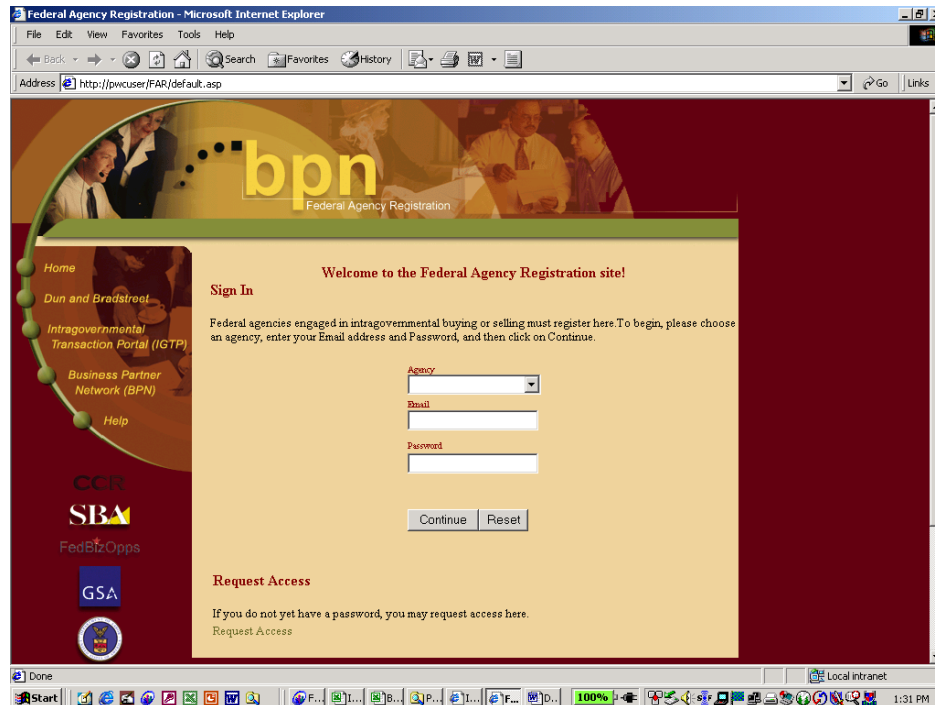 Federal Agency Registration - Microsoft Internet Explorer
File Edit View Favorites Tools Help
Back Search Favorites History
Address http://pwcuser/FAR/default.asp Go Links
bpn
Federal Agency Registration
Home
Dun and Bradstreet
Intragovernmental
Transaction Portal (IGTP)
Business Partner
Network (BPN)
Help
CCR
SBA
FedBizOpps
GSA
Welcome to the Federal Agency Registration site!
Sign In
Federal agencies engaged in intragovernmental buying or selling must register here.To begin, please choose
an agency, enter your Email address and Password, and then click on Continue.
Agency
Email
Password
Continue Reset
Request Access
If you do not yet have a password, you may request access here.
Request Access
Done Local intranet
Start F... I... B... P... I... F... D... 100% 1:31 PM